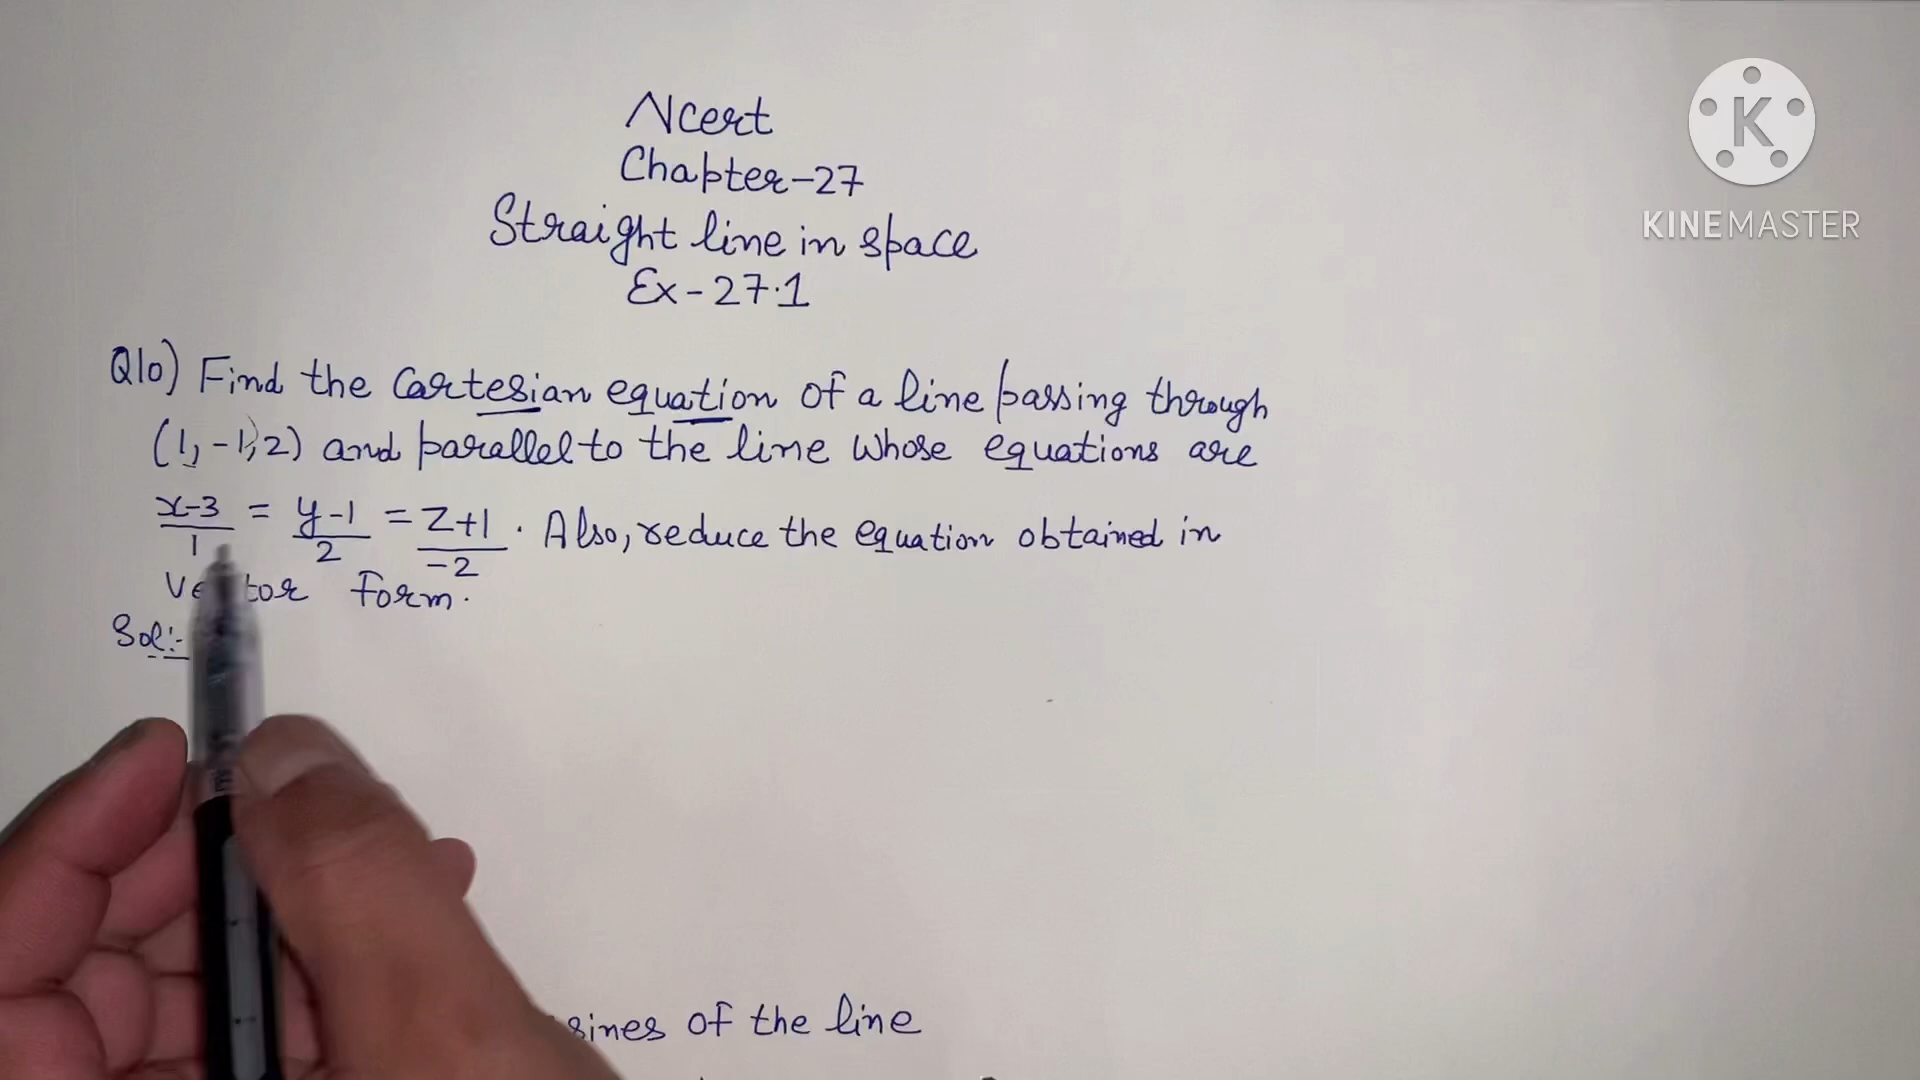 Ncert
Chapter-27
Straight line in space
Ex-27.1
Q10) Find the Cartesian equation of a line passing through
(1, -1, 2) and parallel to the line whose equations are
x-3/1 = y-1/2 = z+1/-2 . Also, reduce the equation obtained in
Vector form.
Sol:-
sines of the line
K
KINEMASTER